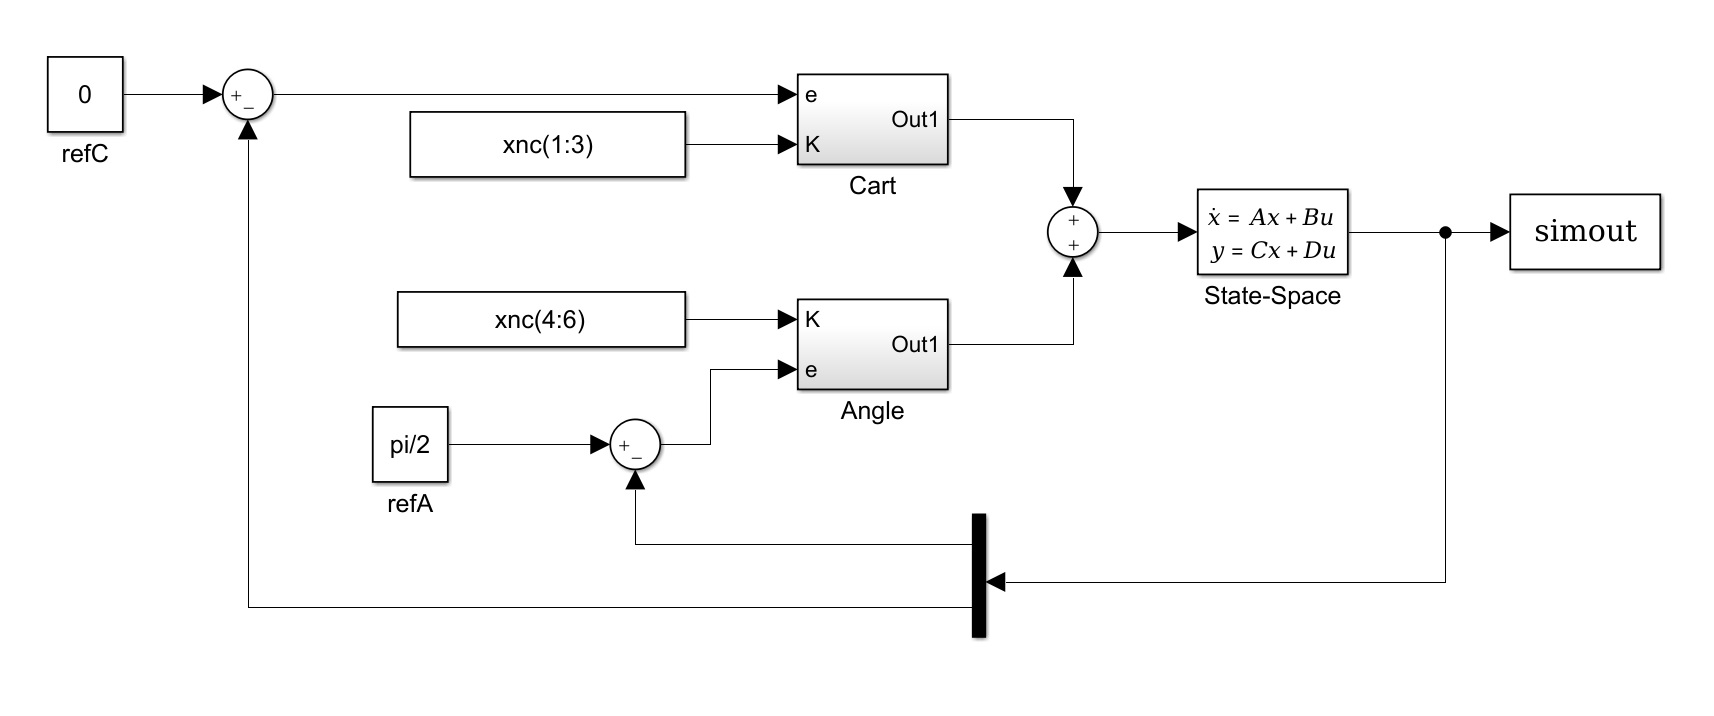 0
refC
+
−
xnc(1:3)
e
K
Out1
Cart
+
+
ẋ = Ax + Bu
y = Cx + Du
State-Space
simout
xnc(4:6)
K
e
Out1
Angle
pi/2
refA
+
−